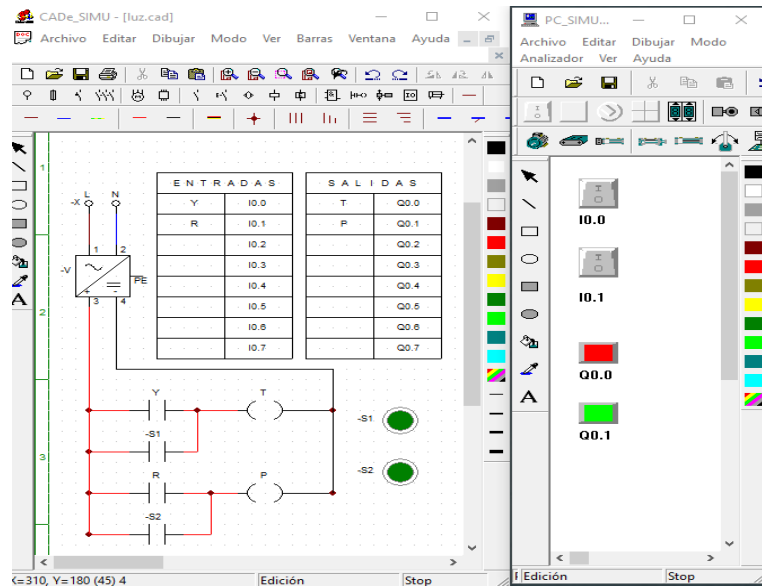 CADe_SIMU - [luz.cad]
Archivo Editar Dibujar Modo Ver Barras Ventana Ayuda
1
2
3
L N
-X
1 2
-V
PE
3 4
ENTRADAS
Y I0.0
R I0.1
I0.2
I0.3
I0.4
I0.5
I0.6
I0.7
SALIDAS
T Q0.0
P Q0.1
Q0.2
Q0.3
Q0.4
Q0.5
Q0.6
Q0.7
Y T
-S1
R P
-S2
-S1
-S2
A
X=310, Y=180 (45) 4 Edición Stop
PC_SIMU...
Archivo Editar Dibujar Modo
Analizador Ver Ayuda
I0.0
I0.1
Q0.0
Q0.1
A
Edición Stop